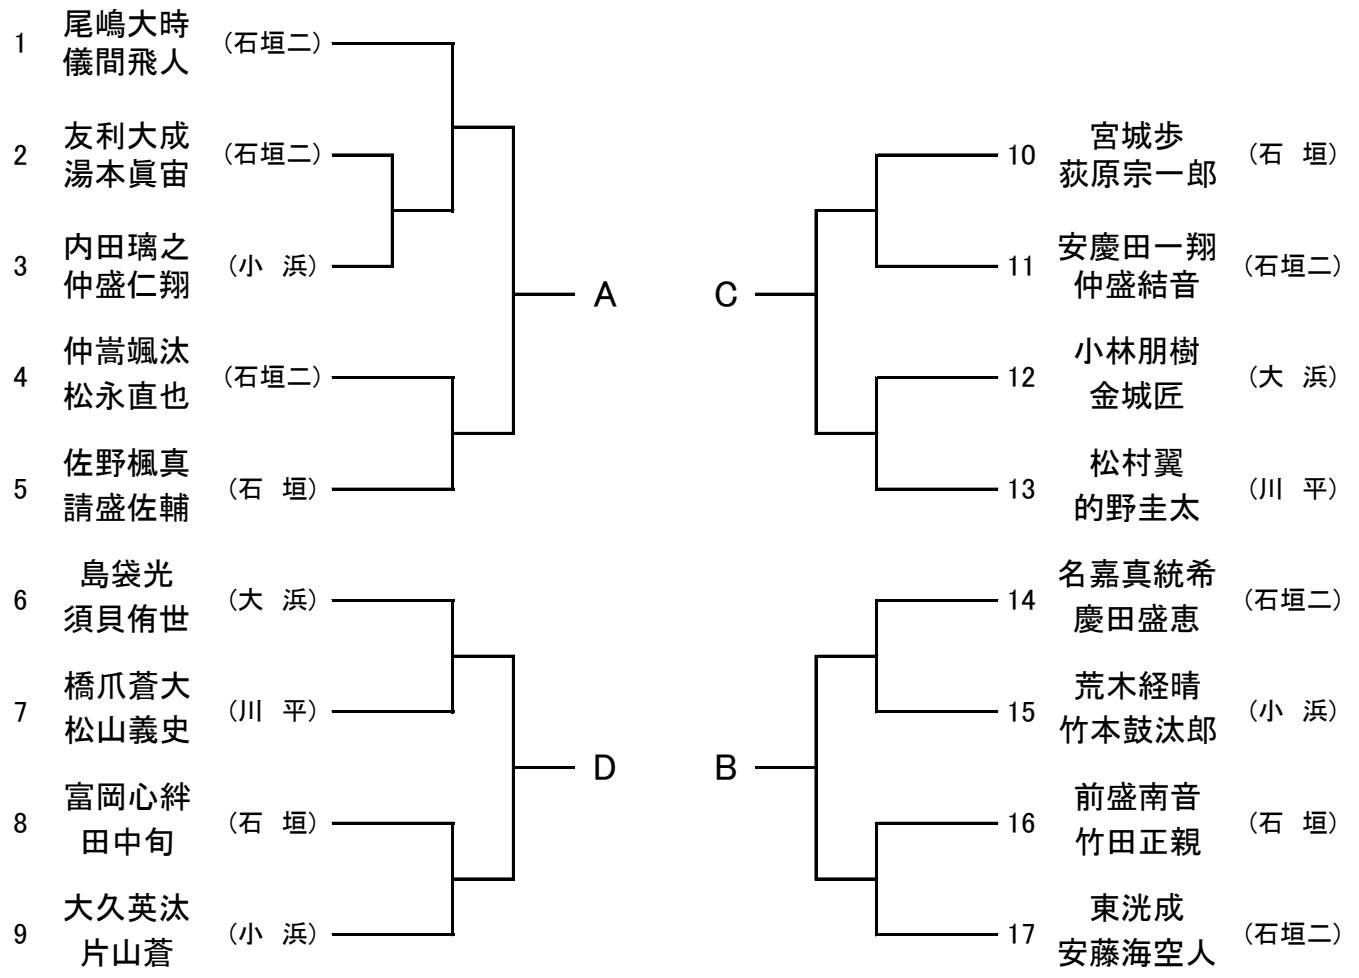 1 尾嶋大時 儀間飛人 (石垣二)
2 友利大成 湯本眞宙 (石垣二)
3 内田璃之 仲盛仁翔 (小 浜)
4 仲嵩颯汰 松永直也 (石垣二)
5 佐野楓真 請盛佐輔 (石 垣)
6 島袋光 須貝侑世 (大 浜)
7 橋爪蒼大 松山義史 (川 平)
8 富岡心絆 田中旬 (石 垣)
9 大久英汰 片山蒼 (小 浜)
A
D
C
B
10 宮城歩 荻原宗一郎 (石 垣)
11 安慶田一翔 仲盛結音 (石垣二)
12 小林朋樹 金城匠 (大 浜)
13 松村翼 的野圭太 (川 平)
14 名嘉真統希 慶田盛恵 (石垣二)
15 荒木経晴 竹本鼓汰郎 (小 浜)
16 前盛南音 竹田正親 (石 垣)
17 東洸成 安藤海空人 (石垣二)